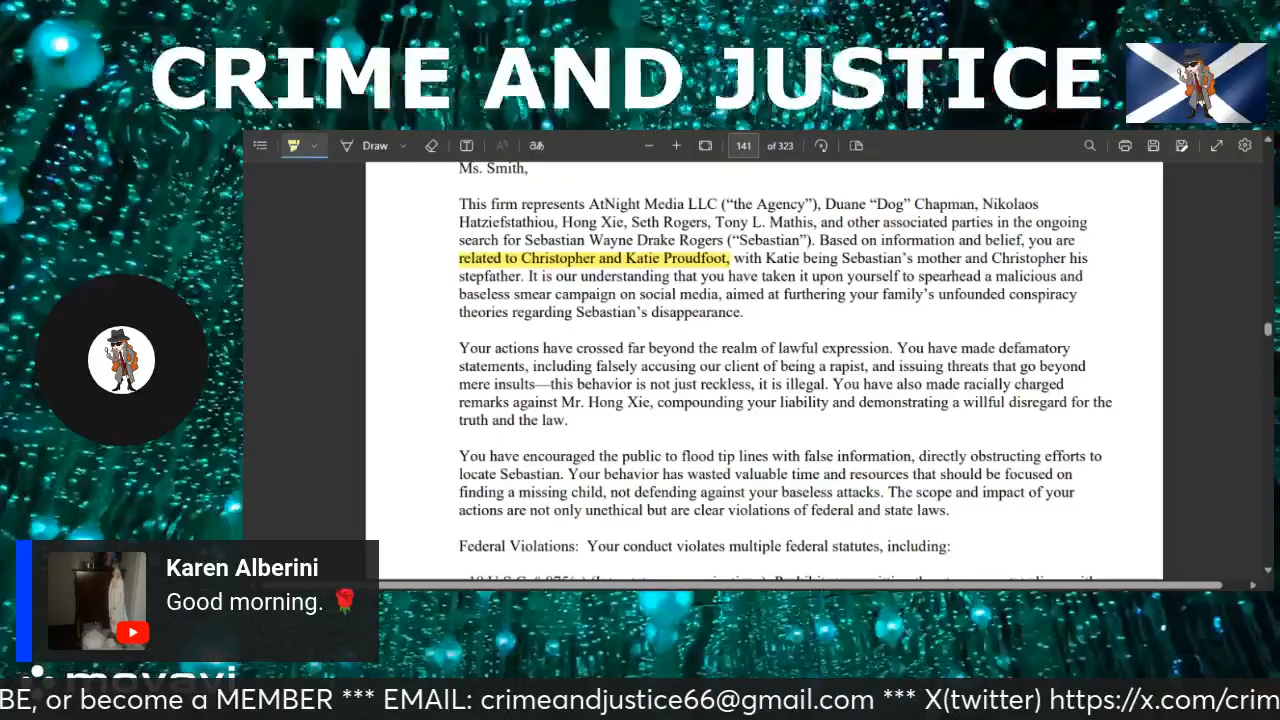 CRIME AND JUSTICE
Draw
141 of 323
Ms. Smith,
This firm represents AtNight Media LLC (“the Agency”), Duane “Dog” Chapman, Nikolaos
Hatziefstathiou, Hong Xie, Seth Rogers, Tony L. Mathis, and other associated parties in the ongoing
search for Sebastian Wayne Drake Rogers (“Sebastian”). Based on information and belief, you are
related to Christopher and Katie Proudfoot, with Katie being Sebastian’s mother and Christopher his
stepfather. It is our understanding that you have taken it upon yourself to spearhead a malicious and
baseless smear campaign on social media, aimed at furthering your family’s unfounded conspiracy
theories regarding Sebastian’s disappearance.
Your actions have crossed far beyond the realm of lawful expression. You have made defamatory
statements, including falsely accusing our client of being a rapist, and issuing threats that go beyond
mere insults—this behavior is not just reckless, it is illegal. You have also made racially charged
remarks against Mr. Hong Xie, compounding your liability and demonstrating a willful disregard for the
truth and the law.
You have encouraged the public to flood tip lines with false information, directly obstructing efforts to
locate Sebastian. Your behavior has wasted valuable time and resources that should be focused on
finding a missing child, not defending against your baseless attacks. The scope and impact of your
actions are not only unethical but are clear violations of federal and state laws.
Federal Violations:  Your conduct violates multiple federal statutes, including:
Karen Alberini
Good morning. 🌹
movavi
BE, or become a MEMBER *** EMAIL: crimeandjustice66@gmail.com *** X(twitter) https://x.com/crim